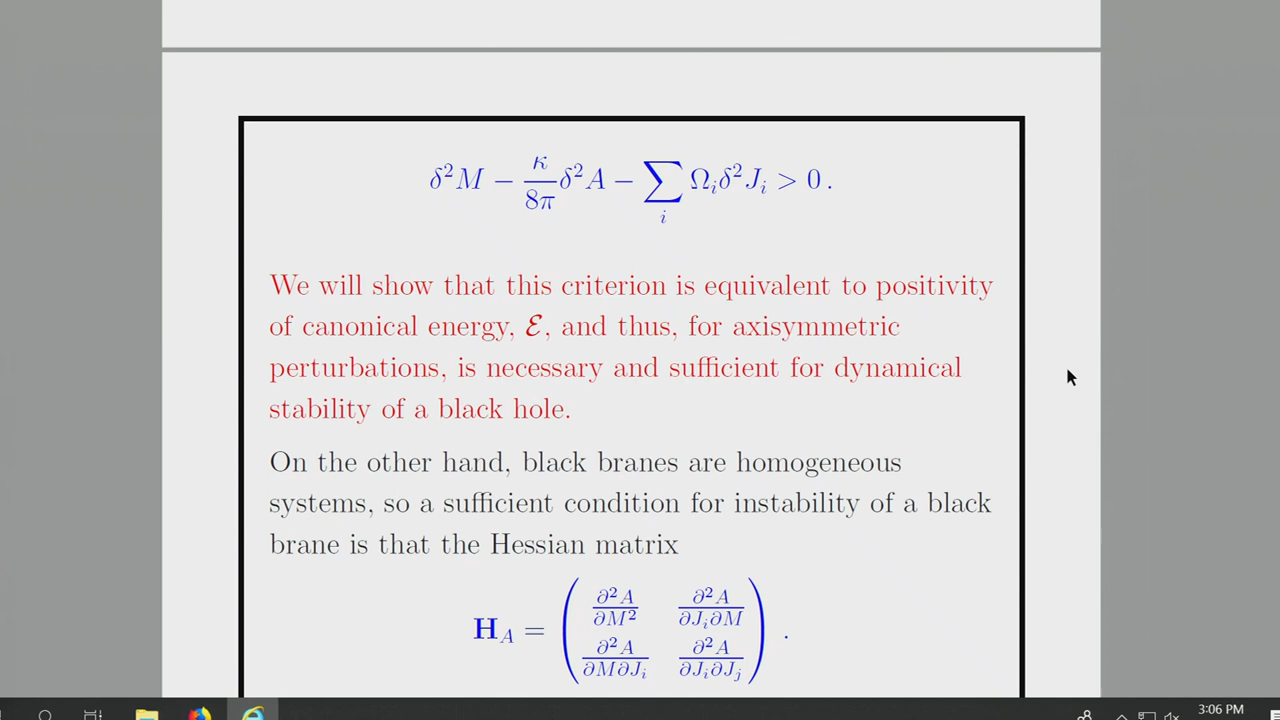 δ²M − κ/8π δ²A − ∑_i Ω_i δ²J_i > 0 .
We will show that this criterion is equivalent to positivity
of canonical energy, ℰ, and thus, for axisymmetric
perturbations, is necessary and sufficient for dynamical
stability of a black hole.
On the other hand, black branes are homogeneous
systems, so a sufficient condition for instability of a black
brane is that the Hessian matrix
H_A = ( ∂²A/∂M² ∂²A/∂J_i∂M
∂²A/∂M∂J_i ∂²A/∂J_i∂J_j ) .
3:06 PM